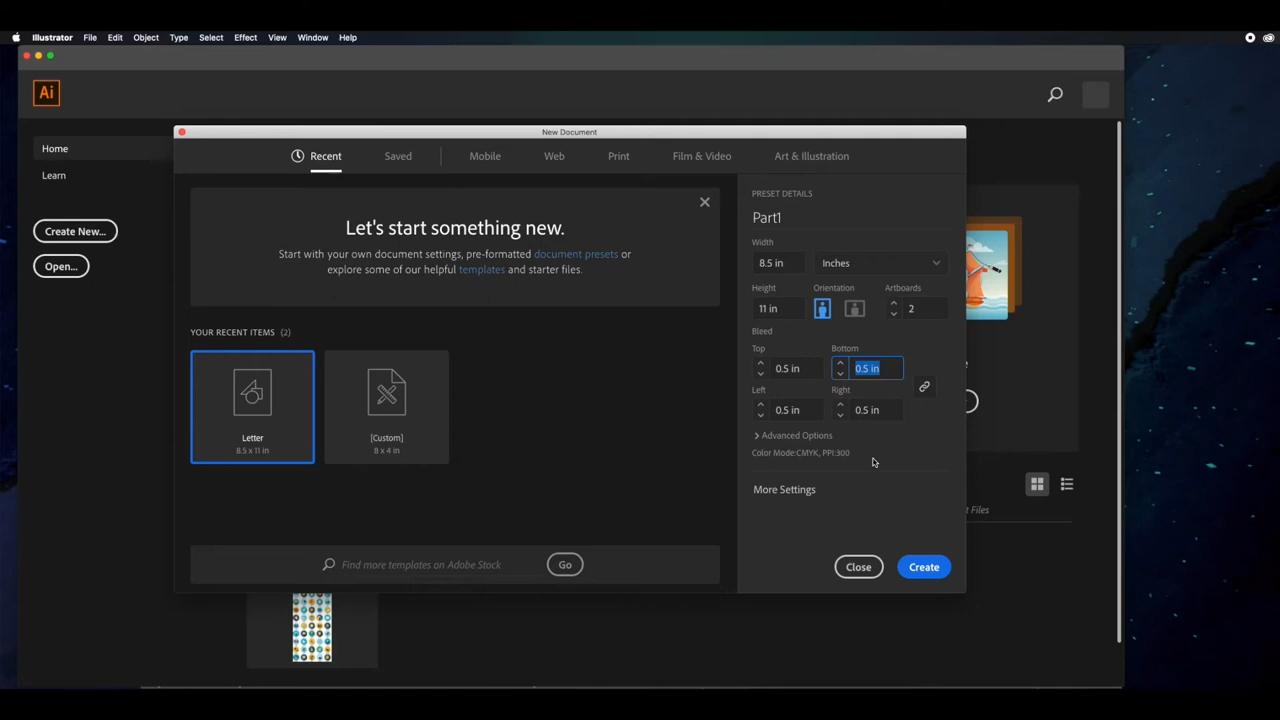 Illustrator File Edit Object Type Select Effect View Window Help
Ai
New Document
Home
Learn
Create New...
Open...
Recent Saved Mobile Web Print Film & Video Art & Illustration
Let's start something new.
Start with your own document settings, pre-formatted document presets or
explore some of our helpful templates and starter files.
YOUR RECENT ITEMS (2)
Letter
8.5 x 11 in
[Custom]
8 x 4 in
Find more templates on Adobe Stock Go
PRESET DETAILS
Part1
Width
8.5 in Inches
Height Orientation Artboards
11 in 2
Bleed
Top Bottom
0.5 in 0.5 in
Left Right
0.5 in 0.5 in
Advanced Options
Color Mode:CMYK, PPI:300
More Settings
Close Create
Files